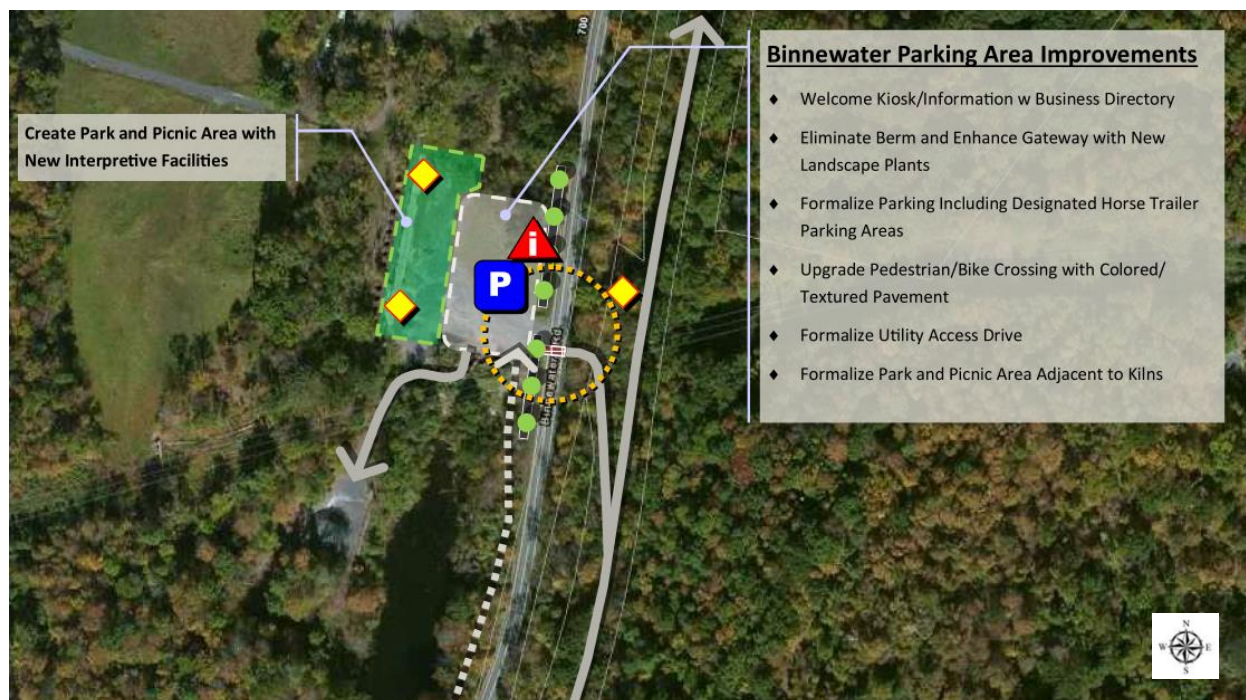 700
Binnewater Parking Area Improvements
♦ Welcome Kiosk/Information w Business Directory
♦ Eliminate Berm and Enhance Gateway with New
Landscape Plants
♦ Formalize Parking Including Designated Horse Trailer
Parking Areas
♦ Upgrade Pedestrian/Bike Crossing with Colored/
Textured Pavement
♦ Formalize Utility Access Drive
♦ Formalize Park and Picnic Area Adjacent to Kilns
Create Park and Picnic Area with
New Interpretive Facilities
i
P
Rd
N
W E
S